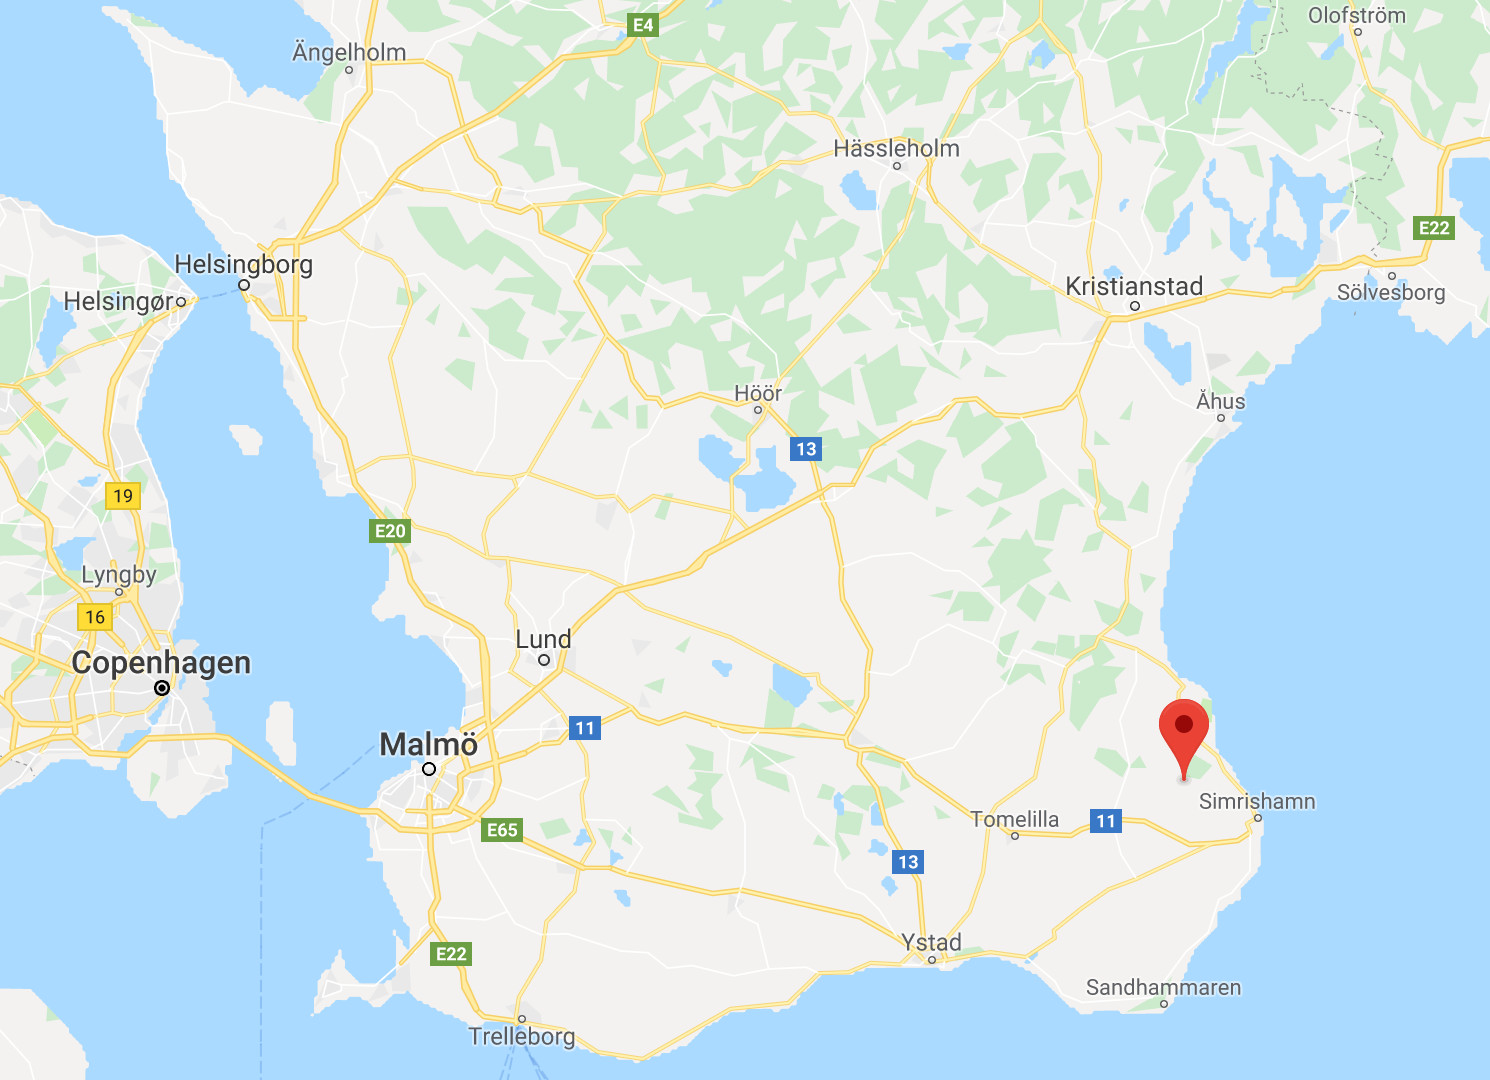 Olofström
E4
Ängelholm
Hässleholm
E22
Helsingborg
Kristianstad
Sölvesborg
Helsingør
Höör
Åhus
13
19
E20
Lyngby
16
Lund
Copenhagen
11
Malmö
Simrishamn
Tomelilla
11
E65
13
Ystad
E22
Sandhammaren
Trelleborg